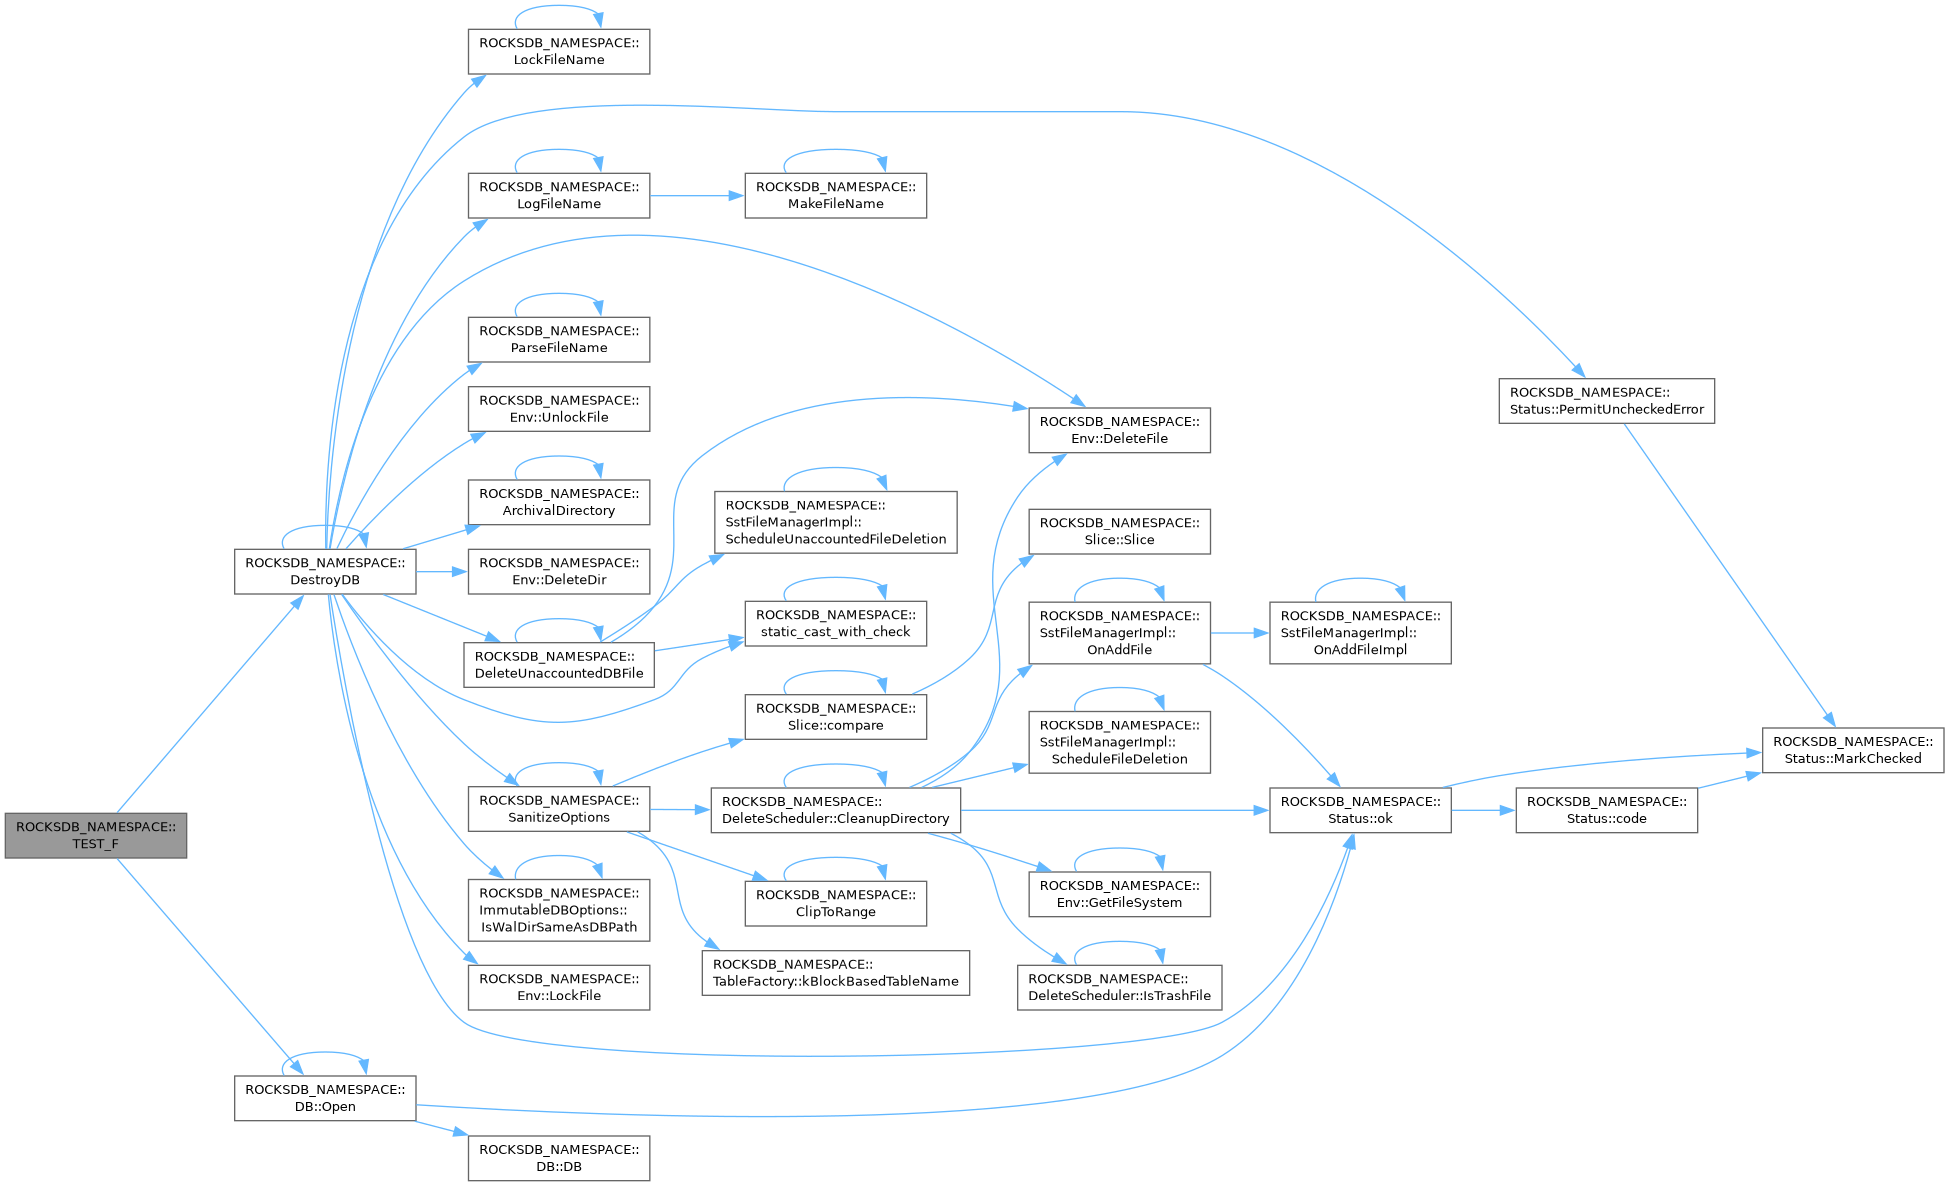 ROCKSDB_NAMESPACE::
TEST_F
ROCKSDB_NAMESPACE::
DestroyDB
ROCKSDB_NAMESPACE::
DB::Open
ROCKSDB_NAMESPACE::
LockFileName
ROCKSDB_NAMESPACE::
LogFileName
ROCKSDB_NAMESPACE::
ParseFileName
ROCKSDB_NAMESPACE::
Env::UnlockFile
ROCKSDB_NAMESPACE::
ArchivalDirectory
ROCKSDB_NAMESPACE::
Env::DeleteDir
ROCKSDB_NAMESPACE::
DeleteUnaccountedDBFile
ROCKSDB_NAMESPACE::
SanitizeOptions
ROCKSDB_NAMESPACE::
ImmutableDBOptions::
IsWalDirSameAsDBPath
ROCKSDB_NAMESPACE::
Env::LockFile
ROCKSDB_NAMESPACE::
DB::DB
ROCKSDB_NAMESPACE::
MakeFileName
ROCKSDB_NAMESPACE::
SstFileManagerImpl::
ScheduleUnaccountedFileDeletion
ROCKSDB_NAMESPACE::
static_cast_with_check
ROCKSDB_NAMESPACE::
Slice::compare
ROCKSDB_NAMESPACE::
DeleteScheduler::CleanupDirectory
ROCKSDB_NAMESPACE::
ClipToRange
ROCKSDB_NAMESPACE::
TableFactory::kBlockBasedTableName
ROCKSDB_NAMESPACE::
Env::DeleteFile
ROCKSDB_NAMESPACE::
Slice::Slice
ROCKSDB_NAMESPACE::
SstFileManagerImpl::
OnAddFile
ROCKSDB_NAMESPACE::
SstFileManagerImpl::
ScheduleFileDeletion
ROCKSDB_NAMESPACE::
Env::GetFileSystem
ROCKSDB_NAMESPACE::
DeleteScheduler::IsTrashFile
ROCKSDB_NAMESPACE::
SstFileManagerImpl::
OnAddFileImpl
ROCKSDB_NAMESPACE::
Status::ok
ROCKSDB_NAMESPACE::
Status::PermitUncheckedError
ROCKSDB_NAMESPACE::
Status::code
ROCKSDB_NAMESPACE::
Status::MarkChecked